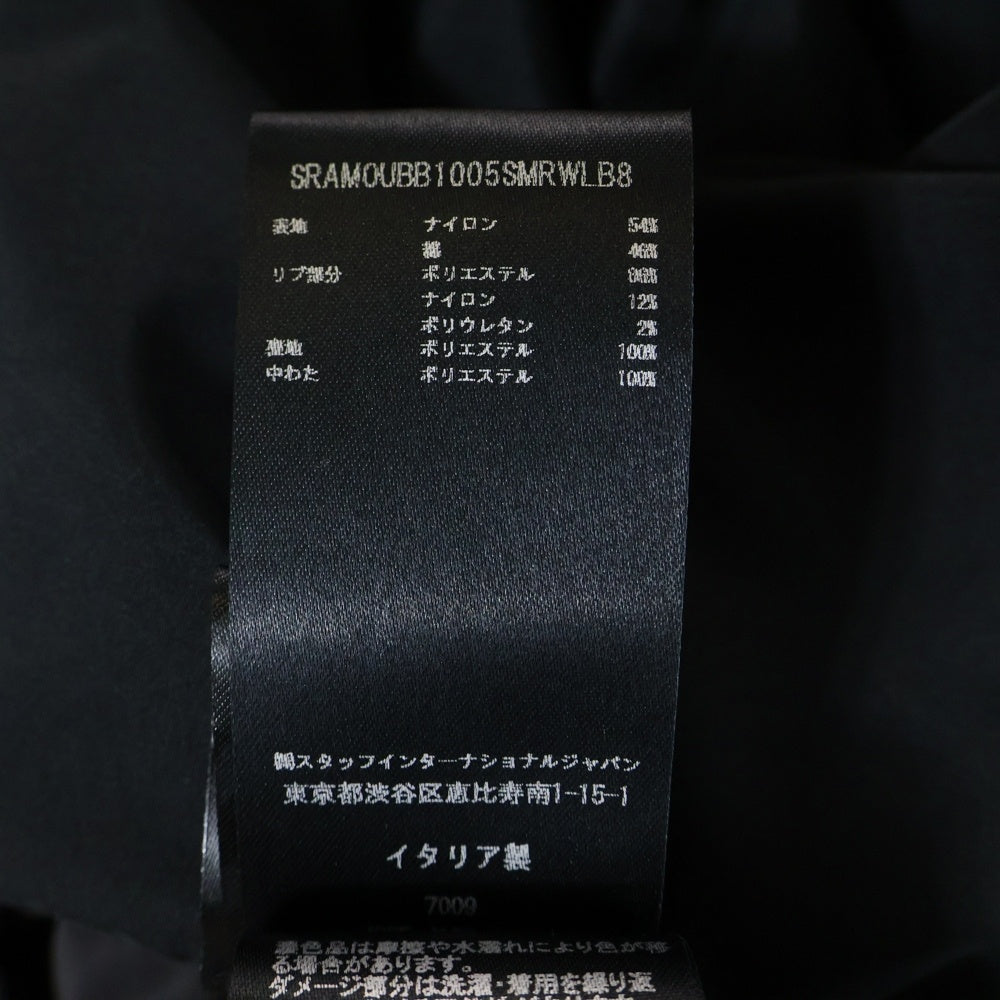 SRAMOUBB1005SMRWLB8
表地 ナイロン 54%
綿 46%
リブ部分 ポリエステル 86%
ナイロン 12%
ポリウレタン 2%
裏地 ポリエステル 100%
中わた ポリエステル 100%
㈱スタッフインターナショナルジャパン
東京都渋谷区恵比寿南1-15-1
イタリア製
7009
濃色品は摩擦や水濡れにより色が移
る場合があります。
ダメージ部分は洗濯・着用を繰り返